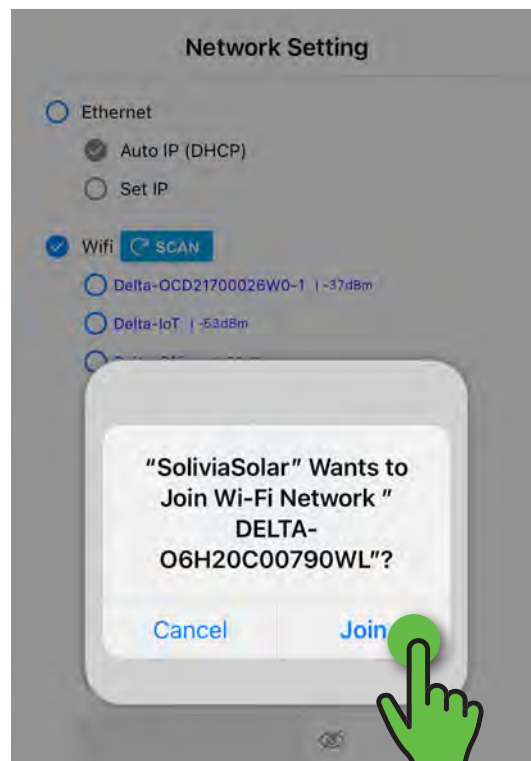 Network Setting
Ethernet
Auto IP (DHCP)
Set IP
Wifi SCAN
Delta-OCD21700026W0-1 | -37dBm
Delta-IoT | -53dBm
"SoliviaSolar" Wants to
Join Wi-Fi Network "
DELTA-
O6H20C00790WL"?
Cancel Join